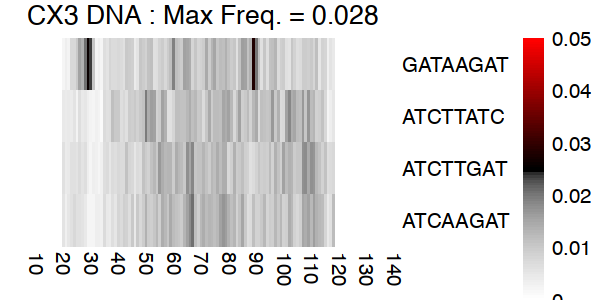 CX3 DNA : Max Freq. = 0.028
GATAAGAT
ATCTTATC
ATCTTGAT
ATCAAGAT
0.05
0.04
0.03
0.02
0.01
0
10 20 30 40 50 60 70 80 90 100 110 120 130 140